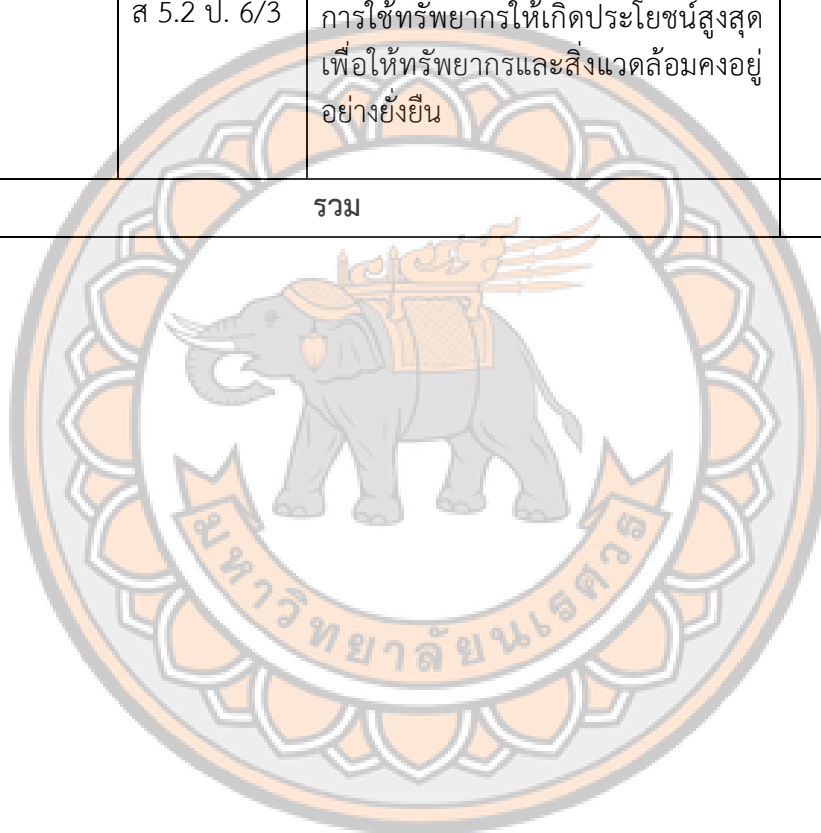 ส 5.2 ป. 6/3 การใช้ทรัพยากรให้เกิดประโยชน์สูงสุด
เพื่อให้ทรัพยากรและสิ่งแวดล้อมคงอยู่
อย่างยั่งยืน
รวม
มหาวิทยาลัยนเรศวร